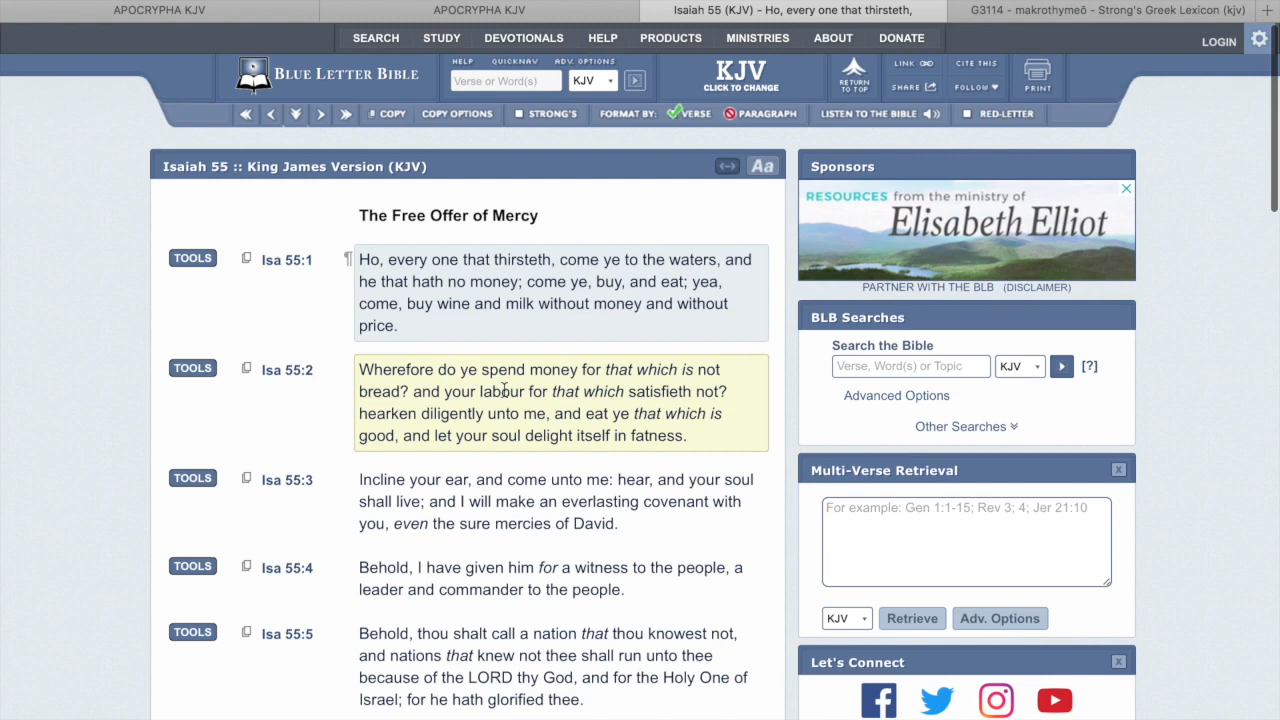 APOCRYPHA KJV
APOCRYPHA KJV
Isaiah 55 (KJV) - Ho, every one that thirsteth,
G3114 - makrothymeō - Strong's Greek Lexicon (kjv)
SEARCH STUDY DEVOTIONALS HELP PRODUCTS MINISTRIES ABOUT DONATE
LOGIN
BLUE LETTER BIBLE
HELP QUICKNAV ADV. OPTIONS
Verse or Word(s) KJV
KJV
CLICK TO CHANGE
RETURN
TO TOP
LINK CITE THIS
SHARE FOLLOW
PRINT
COPY COPY OPTIONS STRONG'S FORMAT BY: VERSE PARAGRAPH LISTEN TO THE BIBLE RED-LETTER
Isaiah 55 :: King James Version (KJV) Aa
The Free Offer of Mercy
TOOLS Isa 55:1 ¶ Ho, every one that thirsteth, come ye to the waters, and
he that hath no money; come ye, buy, and eat; yea,
come, buy wine and milk without money and without
price.
TOOLS Isa 55:2 Wherefore do ye spend money for that which is not
bread? and your labour for that which satisfieth not?
hearken diligently unto me, and eat ye that which is
good, and let your soul delight itself in fatness.
TOOLS Isa 55:3 Incline your ear, and come unto me: hear, and your soul
shall live; and I will make an everlasting covenant with
you, even the sure mercies of David.
TOOLS Isa 55:4 Behold, I have given him for a witness to the people, a
leader and commander to the people.
TOOLS Isa 55:5 Behold, thou shalt call a nation that thou knowest not,
and nations that knew not thee shall run unto thee
because of the LORD thy God, and for the Holy One of
Israel; for he hath glorified thee.
Sponsors
RESOURCES from the ministry of
Elisabeth Elliot
PARTNER WITH THE BLB (DISCLAIMER)
BLB Searches
Search the Bible
Verse, Word(s) or Topic KJV [?]
Advanced Options
Other Searches
Multi-Verse Retrieval X
For example: Gen 1:1-15; Rev 3; 4; Jer 21:10
KJV Retrieve Adv. Options
Let's Connect X